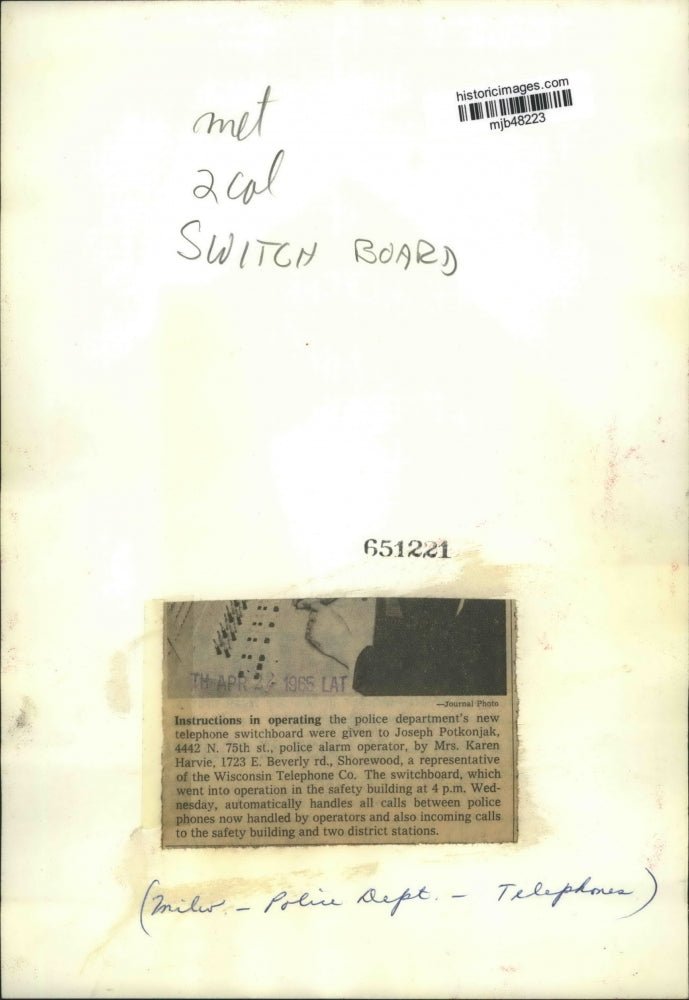 historicimages.com
mjb48223
met
2 col
SWITCH BOARD
651221
TH APR 1965 LAT
—Journal Photo
Instructions in operating the police department's new
telephone switchboard were given to Joseph Potkonjak,
4442 N. 75th st., police alarm operator, by Mrs. Karen
Harvie, 1723 E. Beverly rd., Shorewood, a representative
of the Wisconsin Telephone Co. The switchboard, which
went into operation in the safety building at 4 p.m. Wed-
nesday, automatically handles all calls between police
phones now handled by operators and also incoming calls
to the safety building and two district stations.
(Milw. – Police Dept. – Telephones)